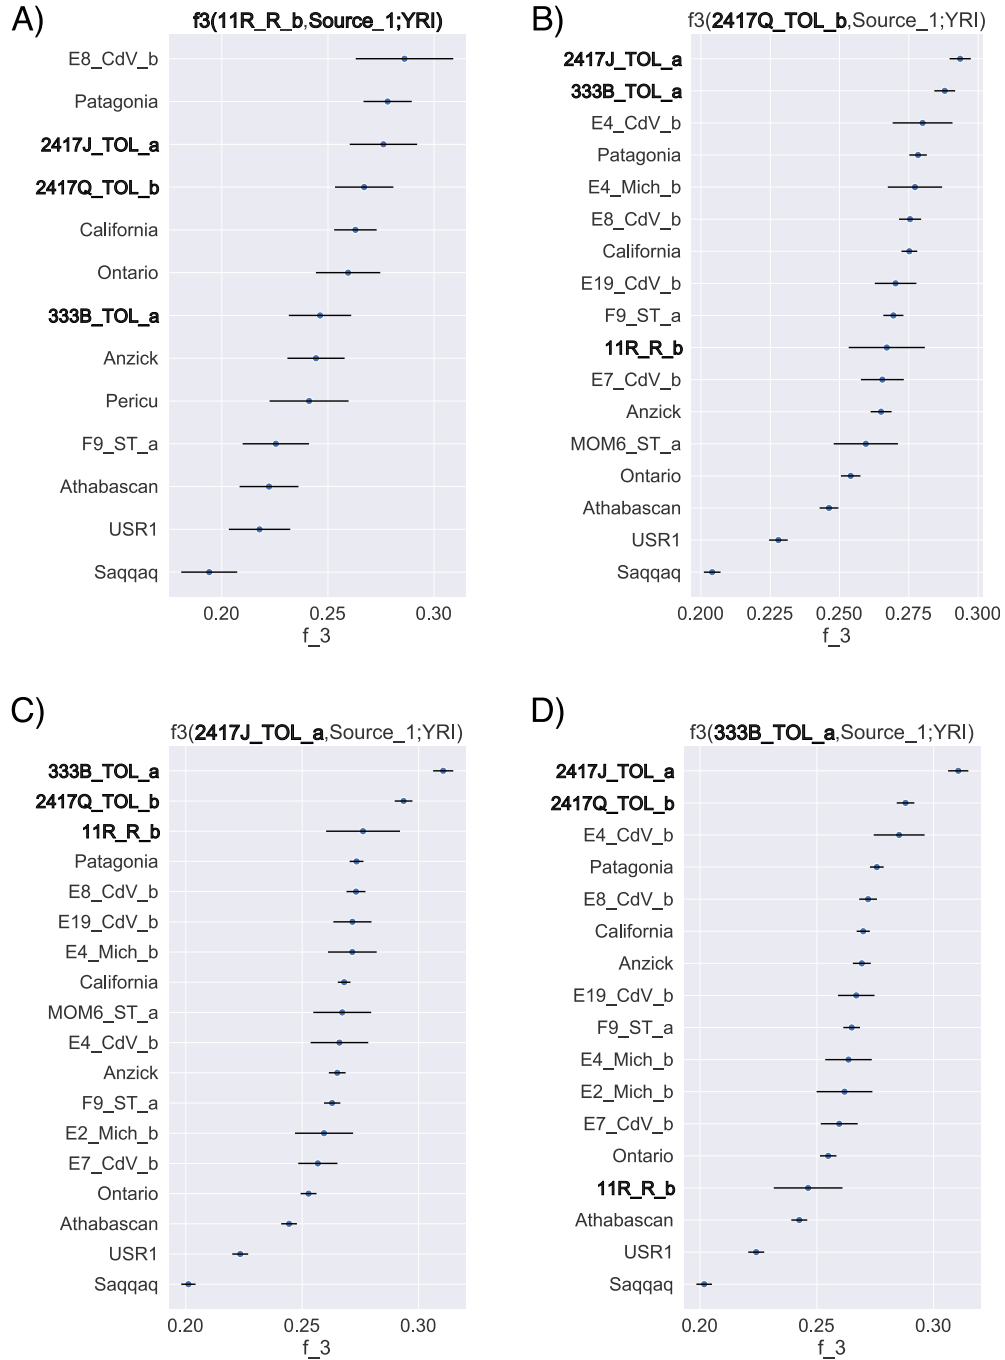 A)
f3(11R_R_b,Source_1;YRI)
E8_CdV_b
Patagonia
2417J_TOL_a
2417Q_TOL_b
California
Ontario
333B_TOL_a
Anzick
Pericu
F9_ST_a
Athabascan
USR1
Saqqaq
0.20 0.25 0.30
f_3
B)
f3(2417Q_TOL_b,Source_1;YRI)
2417J_TOL_a
333B_TOL_a
E4_CdV_b
Patagonia
E4_Mich_b
E8_CdV_b
California
E19_CdV_b
F9_ST_a
11R_R_b
E7_CdV_b
Anzick
MOM6_ST_a
Ontario
Athabascan
USR1
Saqqaq
0.200 0.225 0.250 0.275 0.300
f_3
C)
f3(2417J_TOL_a,Source_1;YRI)
333B_TOL_a
2417Q_TOL_b
11R_R_b
Patagonia
E8_CdV_b
E19_CdV_b
E4_Mich_b
California
MOM6_ST_a
E4_CdV_b
Anzick
F9_ST_a
E2_Mich_b
E7_CdV_b
Ontario
Athabascan
USR1
Saqqaq
0.20 0.25 0.30
f_3
D)
f3(333B_TOL_a,Source_1;YRI)
2417J_TOL_a
2417Q_TOL_b
E4_CdV_b
Patagonia
E8_CdV_b
California
Anzick
E19_CdV_b
F9_ST_a
E4_Mich_b
E2_Mich_b
E7_CdV_b
Ontario
11R_R_b
Athabascan
USR1
Saqqaq
0.20 0.25 0.30
f_3